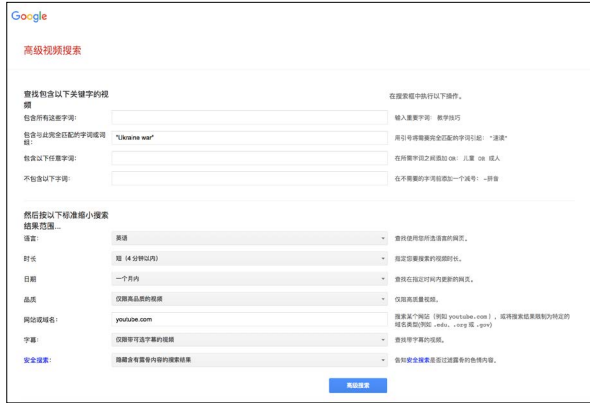 Google
高级视频搜索
查找包含以下关键字的视
频
在搜索框中执行以下操作。
包含所有这些字词：
输入重要字词： 教学技巧
包含与此完全匹配的字词或词
组：
"Ukraine war"
用引号将需要完全匹配的字词引起： "速读"
包含以下任意字词：
在所需字词之间添加 OR： 儿童 OR 成人
不包含以下字词：
在不需要的字词前添加一个减号： -拼音
然后按以下标准缩小搜索
结果范围...
语言：
英语
查找使用您所选语言的网页。
时长
短（4 分钟以内）
指定您要搜索的视频时长。
日期
一个月内
查找在指定时间内更新的网页。
品质
仅限高品质的视频
仅限高质量视频。
网站或域名：
youtube.com
搜索某个网站（例如 youtube.com ），或将搜索结果限制为特定的
域名类型(例如 .edu、.org 或 .gov)
字幕：
仅限带可选字幕的视频
查找带字幕的视频。
安全搜索：
隐藏含有露骨内容的搜索结果
告知安全搜索是否过滤露骨的色情内容。
高级搜索